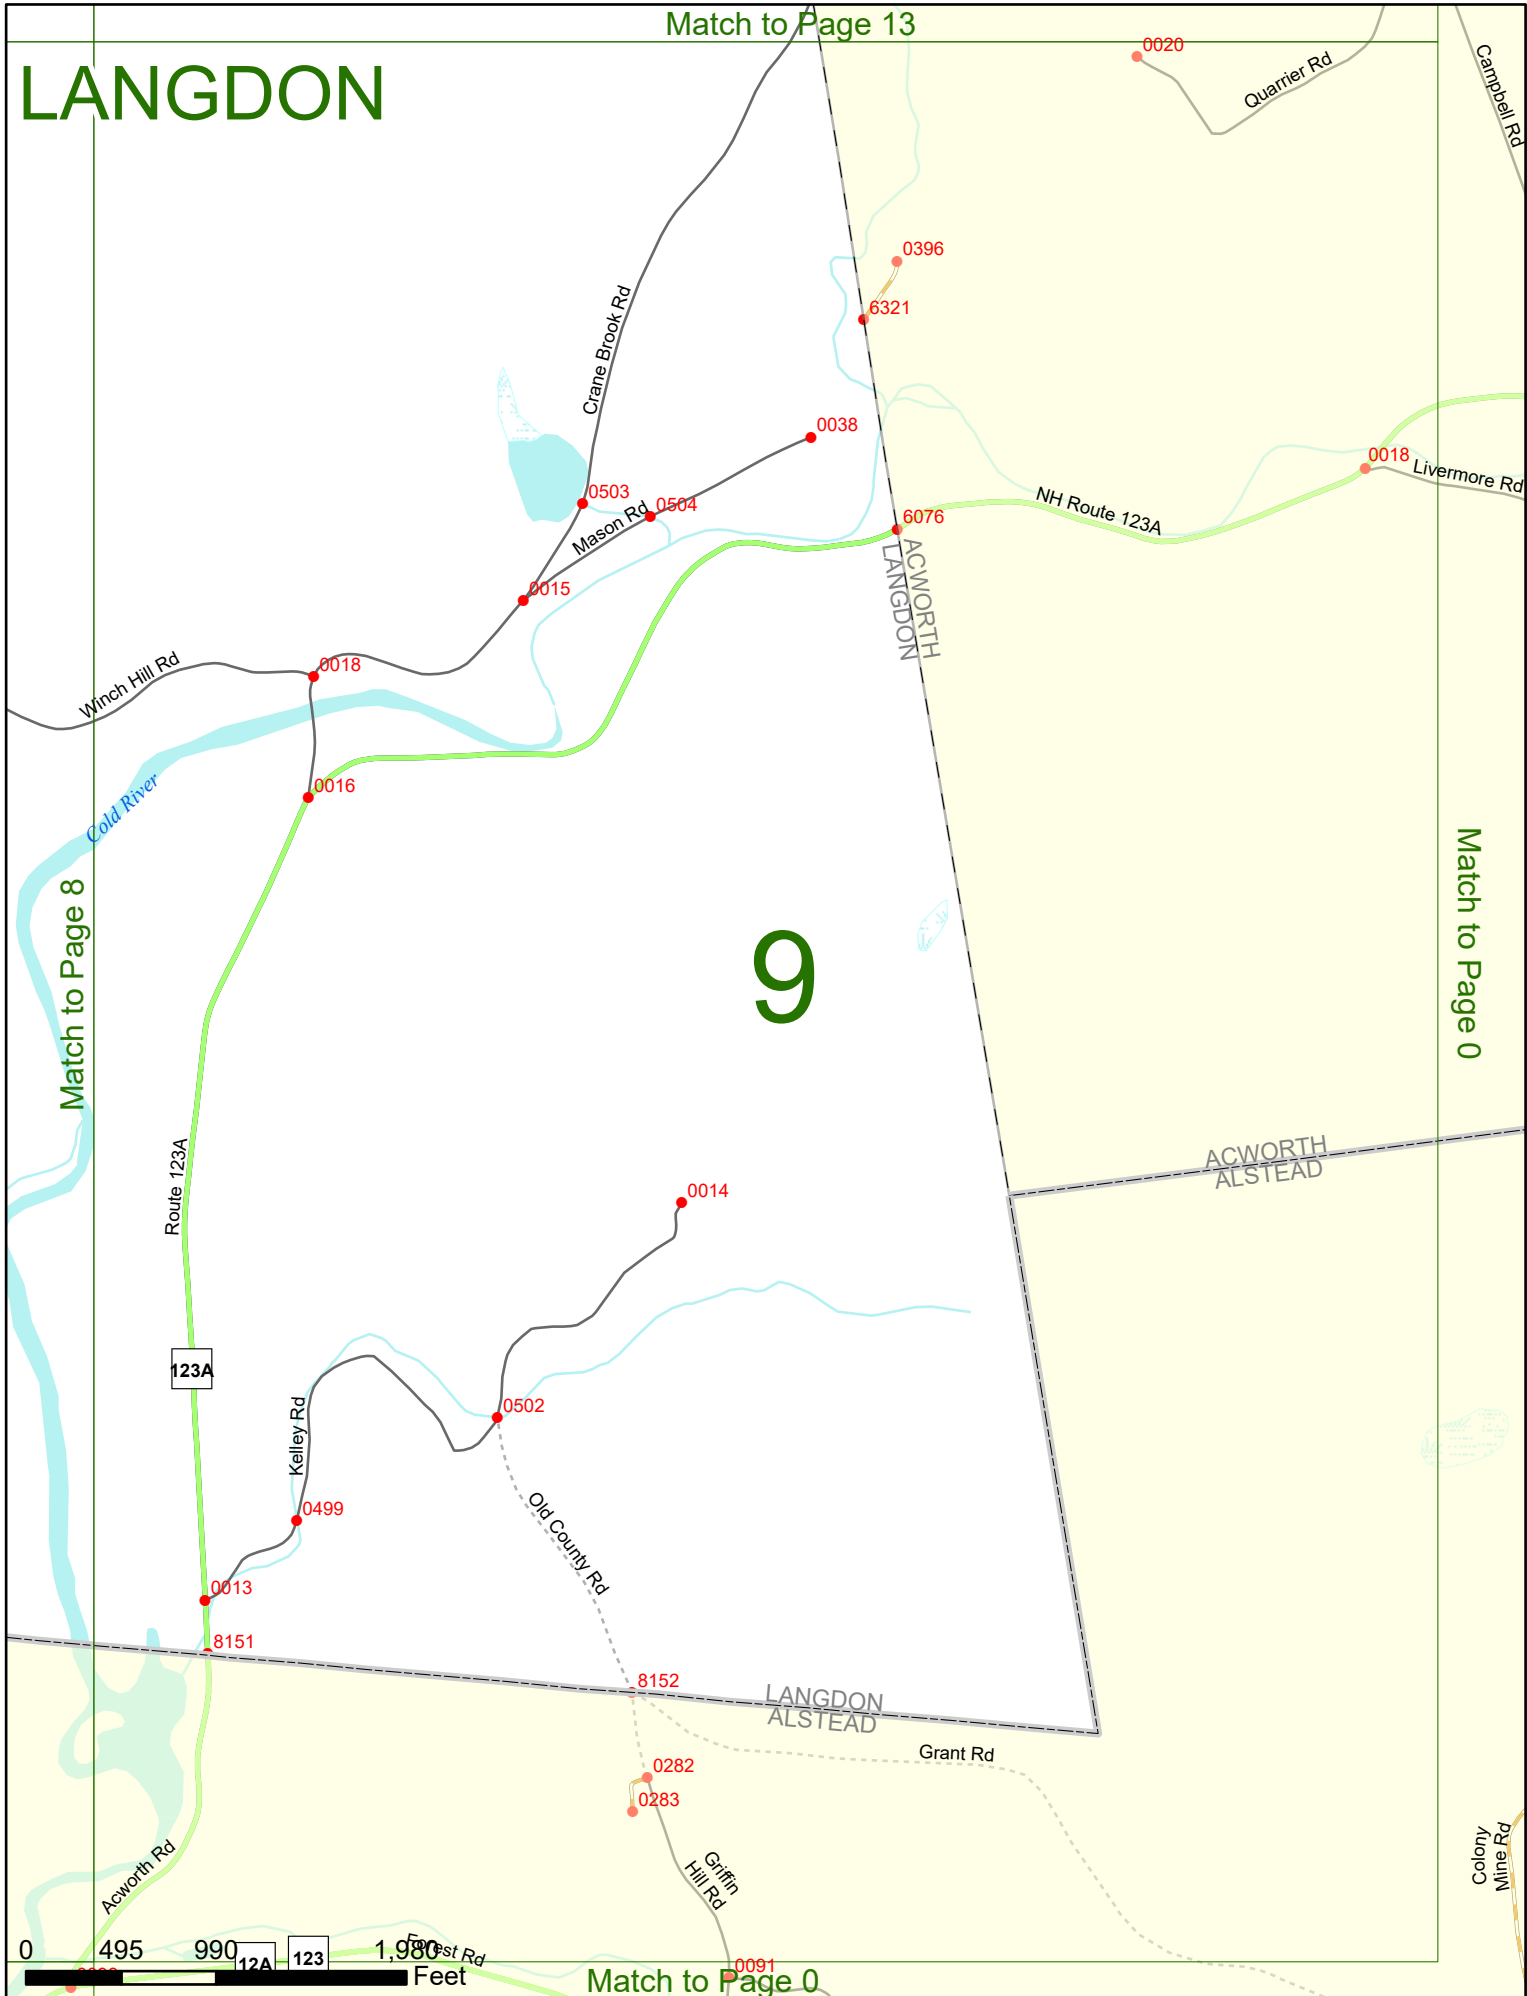 Match to Page 13
LANGDON
0020
Quarrier Rd
Campbell Rd
0396
6321
Crane Brook Rd
0038
0503
0504
Mason Rd
0018
Livermore Rd
NH Route 123A
6076
ACWORTH
LANGDON
0015
0018
Winch Hill Rd
0016
Cold River
Match to Page 8
9
Match to Page 0
Route 123A
ACWORTH
ALSTEAD
0014
123A
Kelley Rd
0502
0499
Old County Rd
0013
8151
8152
LANGDON
ALSTEAD
Grant Rd
0282
0283
Griffin
Hill Rd
Colony
Mine Rd
Acworth Rd
Forest Rd
0 495 990 1,980
Feet
12A
123
0091
Match to Page 0